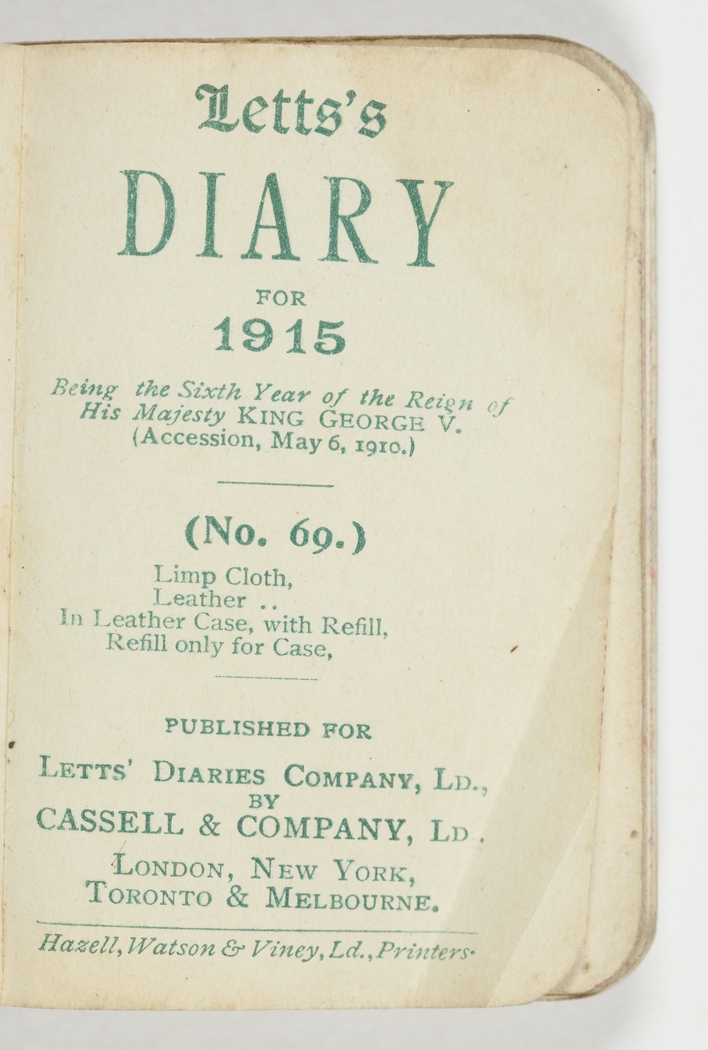 Letts's
DIARY
FOR
1915
Being the Sixth Year of the Reign of
His Majesty KING GEORGE V.
(Accession, May 6, 1910.)
(No. 69.)
Limp Cloth,
Leather ..
In Leather Case, with Refill,
Refill only for Case,
PUBLISHED FOR
LETTS' DIARIES COMPANY, LD.,
BY
CASSELL & COMPANY, LD.
LONDON, NEW YORK,
TORONTO & MELBOURNE.
Hazell, Watson & Viney, Ld., Printers.